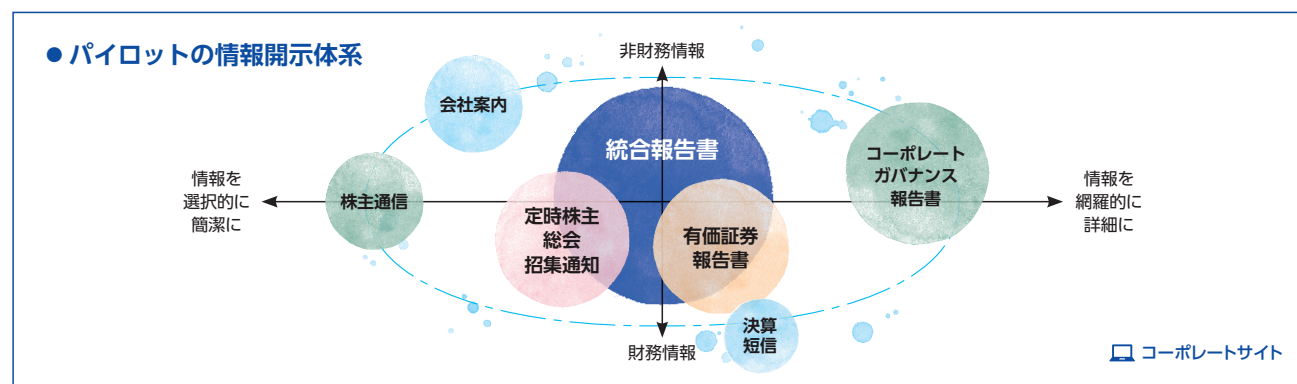 ● パイロットの情報開示体系
非財務情報
会社案内
統合報告書
コーポレート
ガバナンス
報告書
情報を
選択的に
簡潔に
株主通信
定時株主
総会
招集通知
有価証券
報告書
情報を
網羅的に
詳細に
決算
短信
財務情報
コーポレートサイト